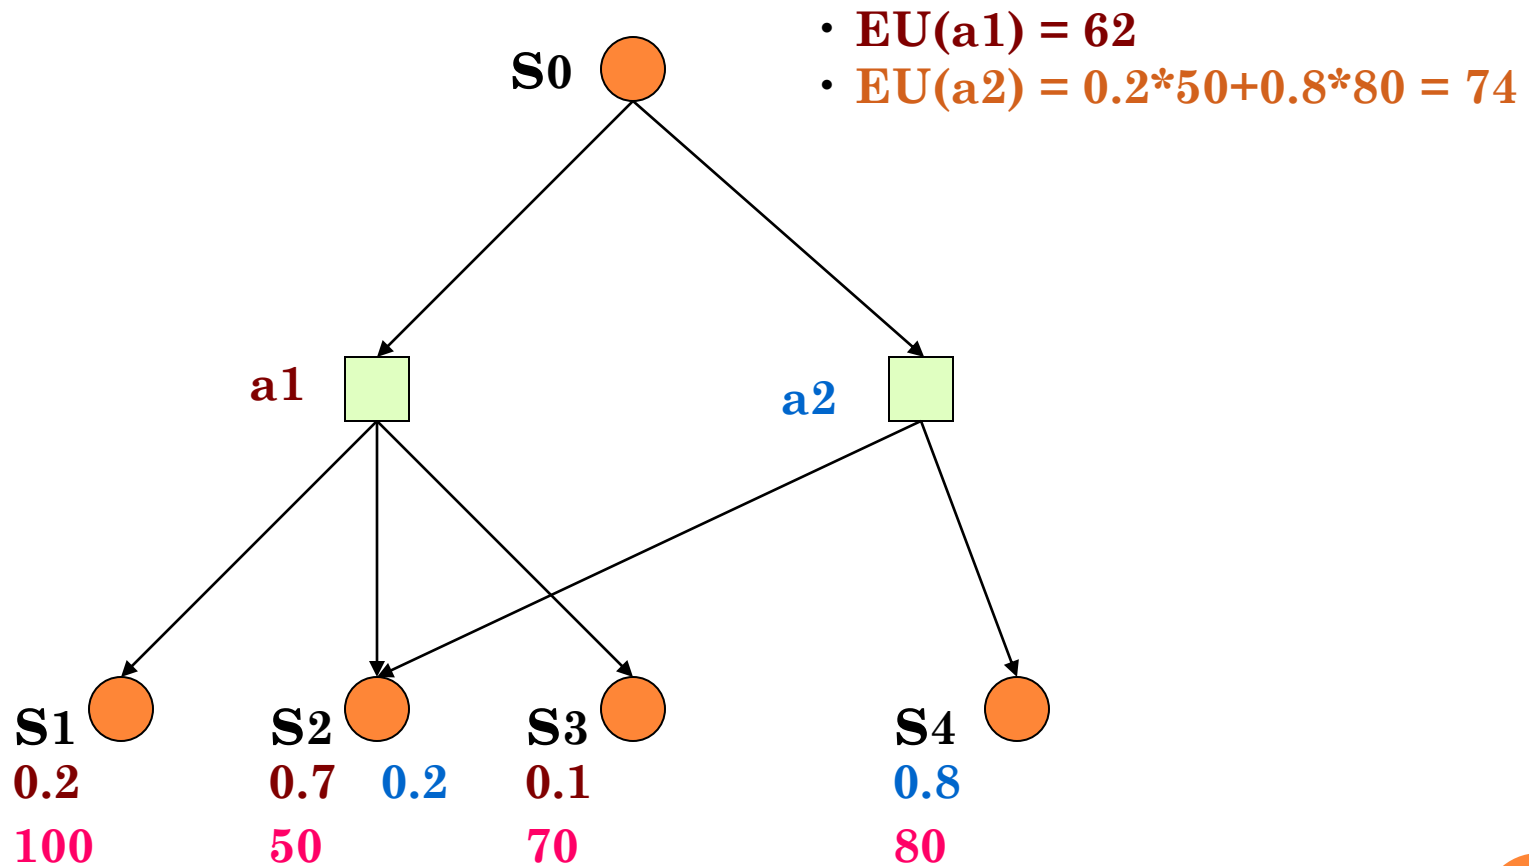 • EU(a1) = 62
• EU(a2) = 0.2*50+0.8*80 = 74
S0
a1 a2
S1 S2 S3 S4
0.2 0.7 0.2 0.1 0.8
100 50 70 80